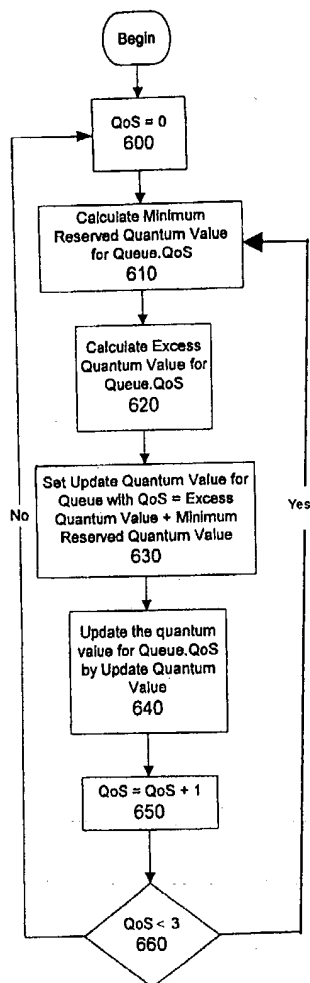 Begin
QoS = 0
600
Calculate Minimum
Reserved Quantum Value
for Queue.QoS
610
Calculate Excess
Quantum Value for
Queue.QoS
620
Set Update Quantum Value for
Queue with QoS = Excess
Quantum Value + Minimum
Reserved Quantum Value
630
No
Yes
Update the quantum
value for Queue.QoS
by Update Quantum
Value
640
QoS = QoS + 1
650
QoS < 3
660